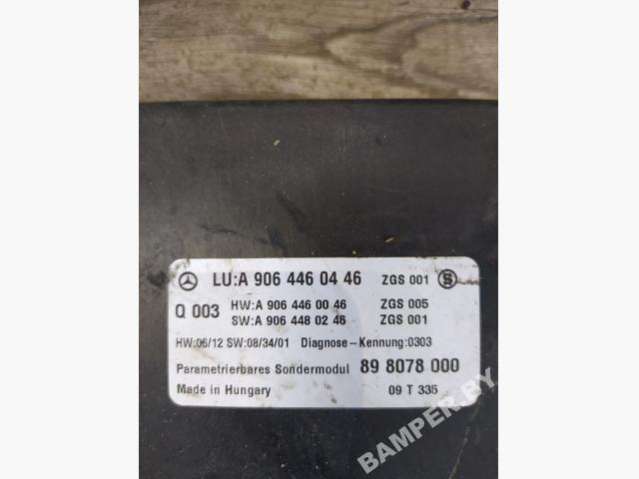 LU:A 906 446 04 46 ZGS 001 S
Q 003 HW:A 906 446 00 46 ZGS 005
SW:A 906 448 02 46 ZGS 001
HW:06/12 SW:08/34/01 Diagnose-Kennung:0303
Parametrierbares Sondermodul 89 8078 000
Made in Hungary 09 T 335
BAMPER.BY